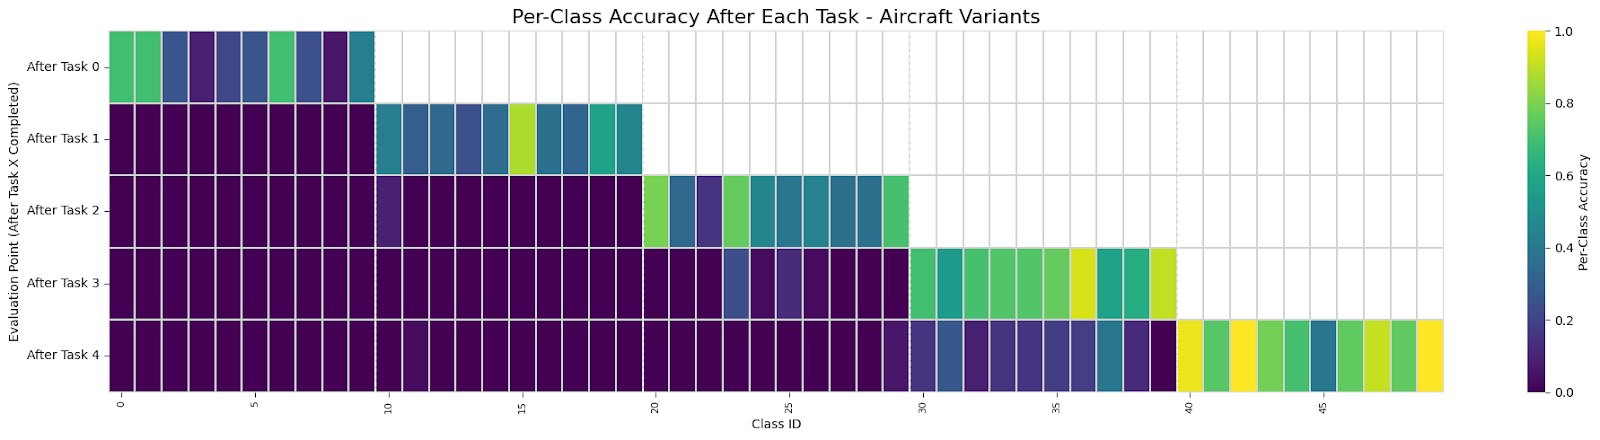 Per-Class Accuracy After Each Task - Aircraft Variants
Evaluation Point (After Task X Completed)
After Task 0
After Task 1
After Task 2
After Task 3
After Task 4
0 5 10 15 20 25 30 35 40 45
Class ID
1.0
0.8
0.6
0.4
0.2
0.0
Per-Class Accuracy